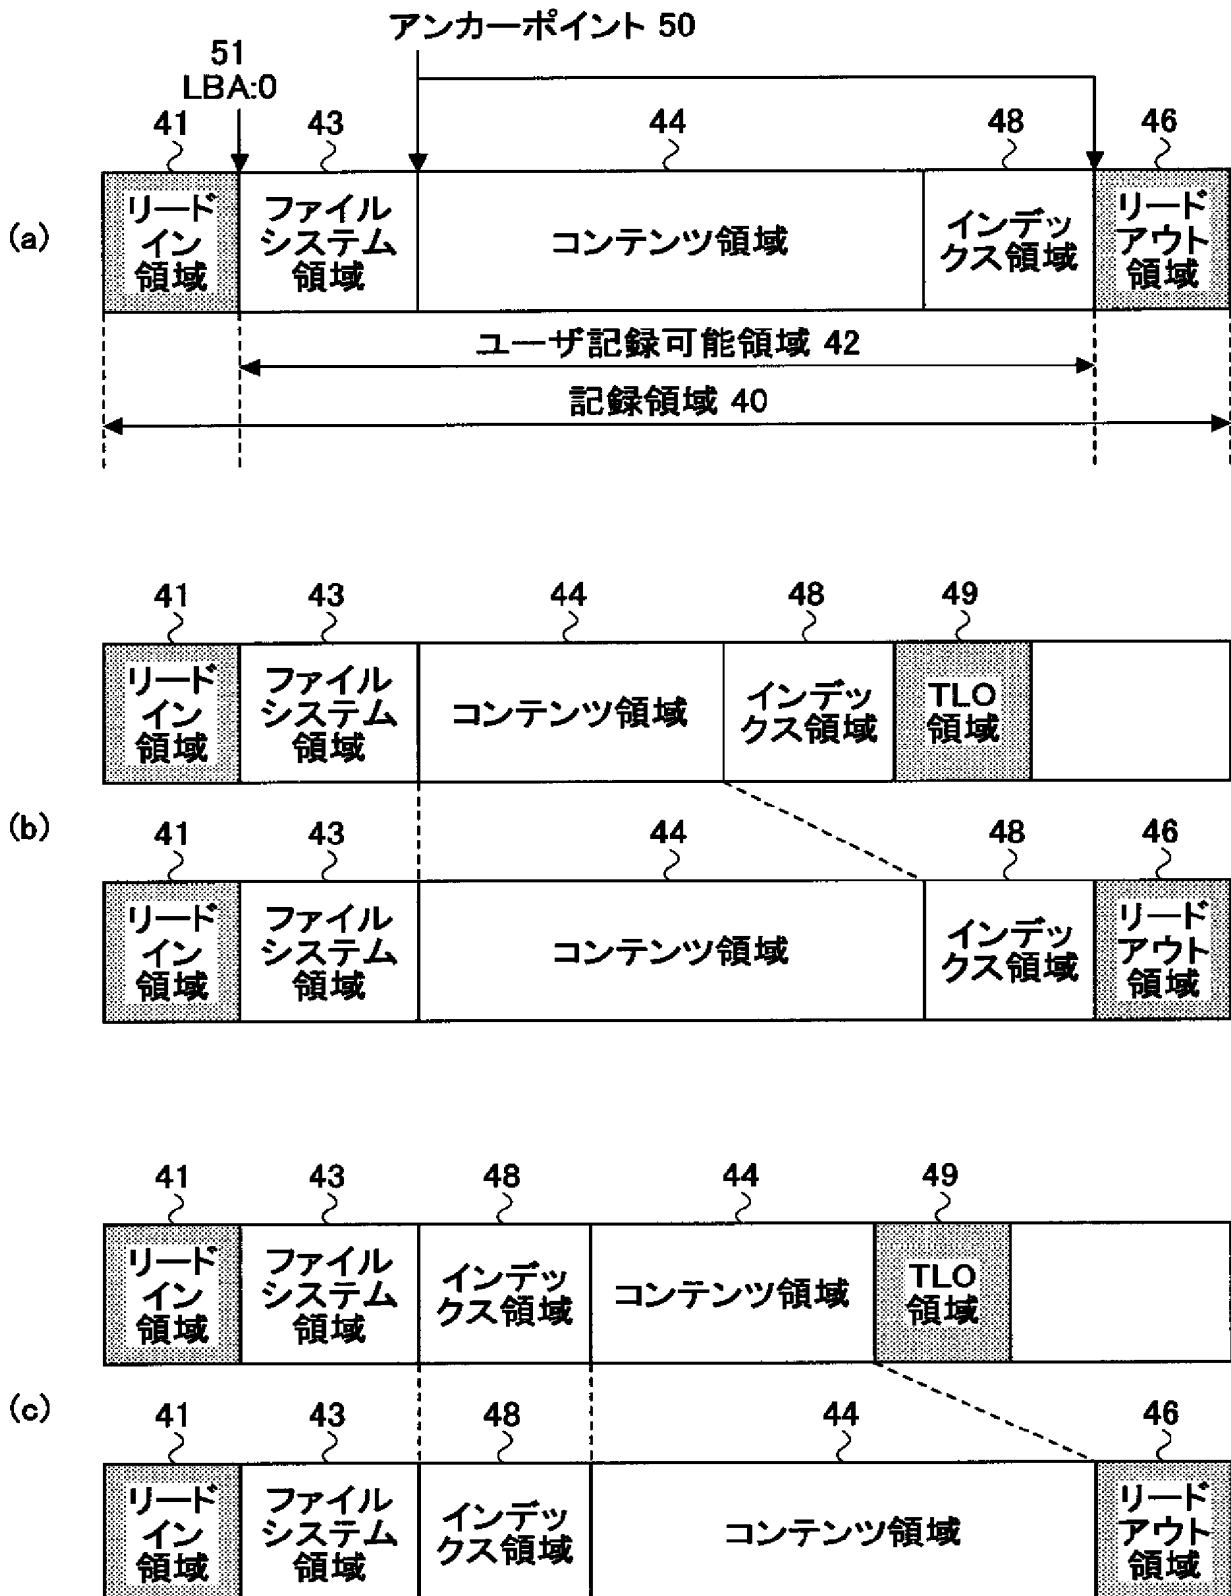 アンカーポイント 50
51
LBA:0
41
43
44
48
46
(a)
リード
イン
領域
ファイル
システム
領域
コンテンツ領域
インデッ
クス領域
リード
アウト
領域
ユーザ記録可能領域 42
記録領域 40
41
43
44
48
49
リード
イン
領域
ファイル
システム
領域
コンテンツ領域
インデッ
クス領域
TLO
領域
(b)
41
43
44
48
46
リード
イン
領域
ファイル
システム
領域
コンテンツ領域
インデッ
クス領域
リード
アウト
領域
41
43
48
44
49
リード
イン
領域
ファイル
システム
領域
インデッ
クス領域
コンテンツ領域
TLO
領域
(c)
41
43
48
44
46
リード
イン
領域
ファイル
システム
領域
インデッ
クス領域
コンテンツ領域
リード
アウト
領域